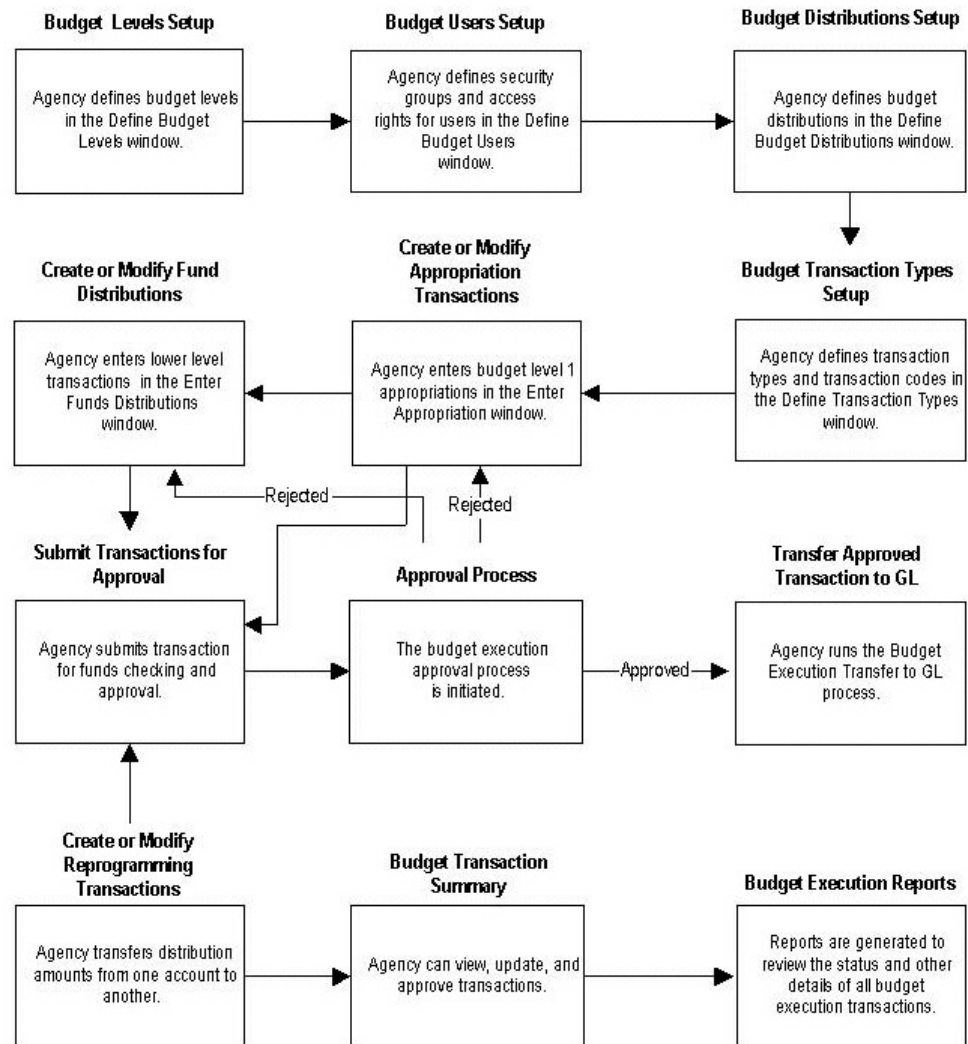 Budget Levels Setup
Agency defines budget levels
in the Define Budget
Levels window.
Budget Users Setup
Agency defines security
groups and access
rights for users in the Define
Budget Users
window.
Budget Distributions Setup
Agency defines budget
distributions in the Define
Budget Distributions window.
Create or Modify Fund
Distributions
Agency enters lower level
transactions in the Enter
Funds Distributions
window.
Create or Modify
Appropriation
Transactions
Agency enters budget level 1
appropriations in the Enter
Appropriation window.
Budget Transaction Types
Setup
Agency defines transaction
types and transaction codes in
the Define Transaction Types
window.
Rejected
Rejected
Submit Transactions for
Approval
Agency submits transaction
for funds checking and
approval.
Approval Process
The budget execution
approval process
is initiated.
Approved
Transfer Approved
Transaction to GL
Agency runs the Budget
Execution Transfer to GL
process.
Create or Modify
Reprogramming
Transactions
Agency transfers distribution
amounts from one account to
another.
Budget Transaction
Summary
Agency can view, update, and
approve transactions.
Budget Execution Reports
Reports are generated to
review the status and other
details of all budget
execution transactions.